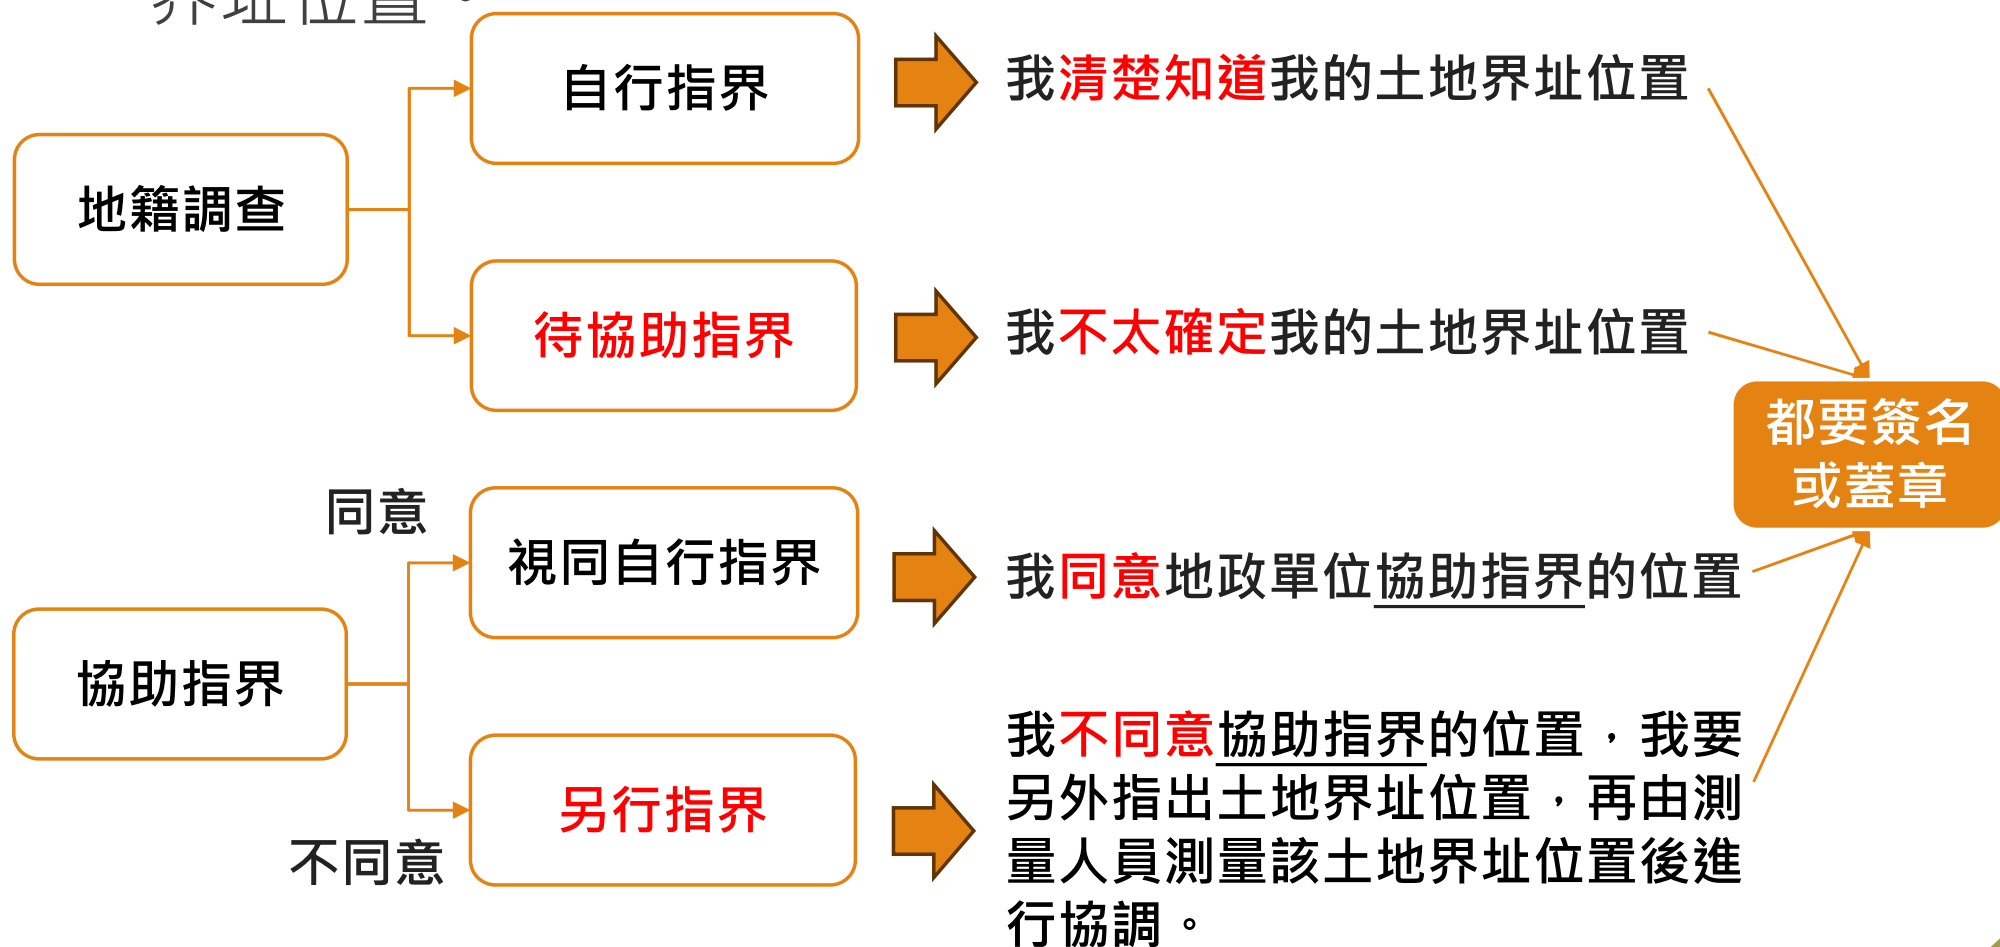 界址位置。
自行指界
我清楚知道我的土地界址位置
地籍調查
待協助指界
我不太確定我的土地界址位置
都要簽名
或蓋章
同意
視同自行指界
我同意地政單位協助指界的位置
協助指界
另行指界
不同意
我不同意協助指界的位置，我要
另外指出土地界址位置，再由測
量人員測量該土地界址位置後進
行協調。